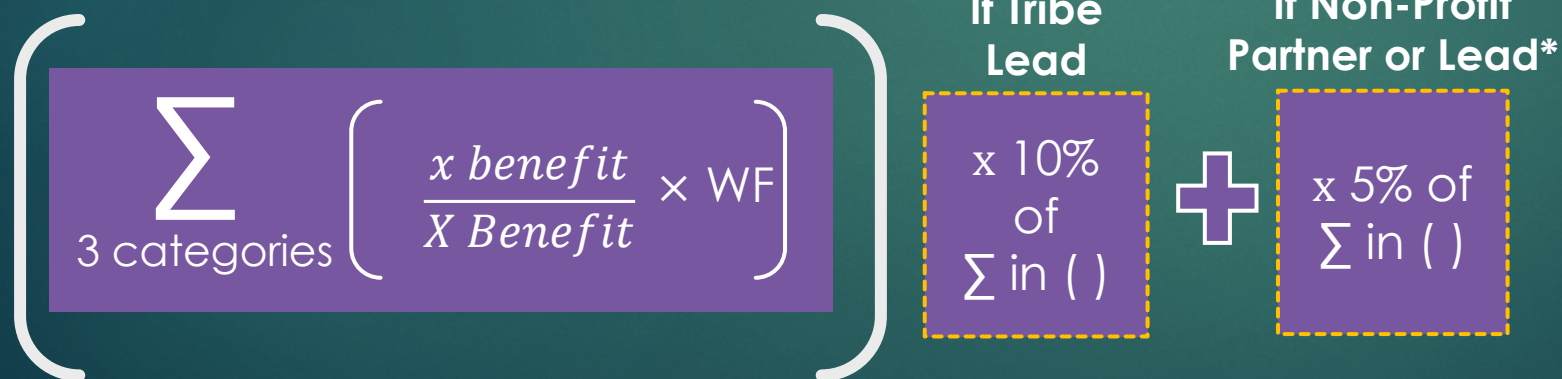 If Tribe
Lead
If Non-Profit
Partner or Lead*
∑
3 categories
( x benefit / X Benefit × WF )
x 10%
of
∑ in ( )
+
x 5% of
∑ in ( )